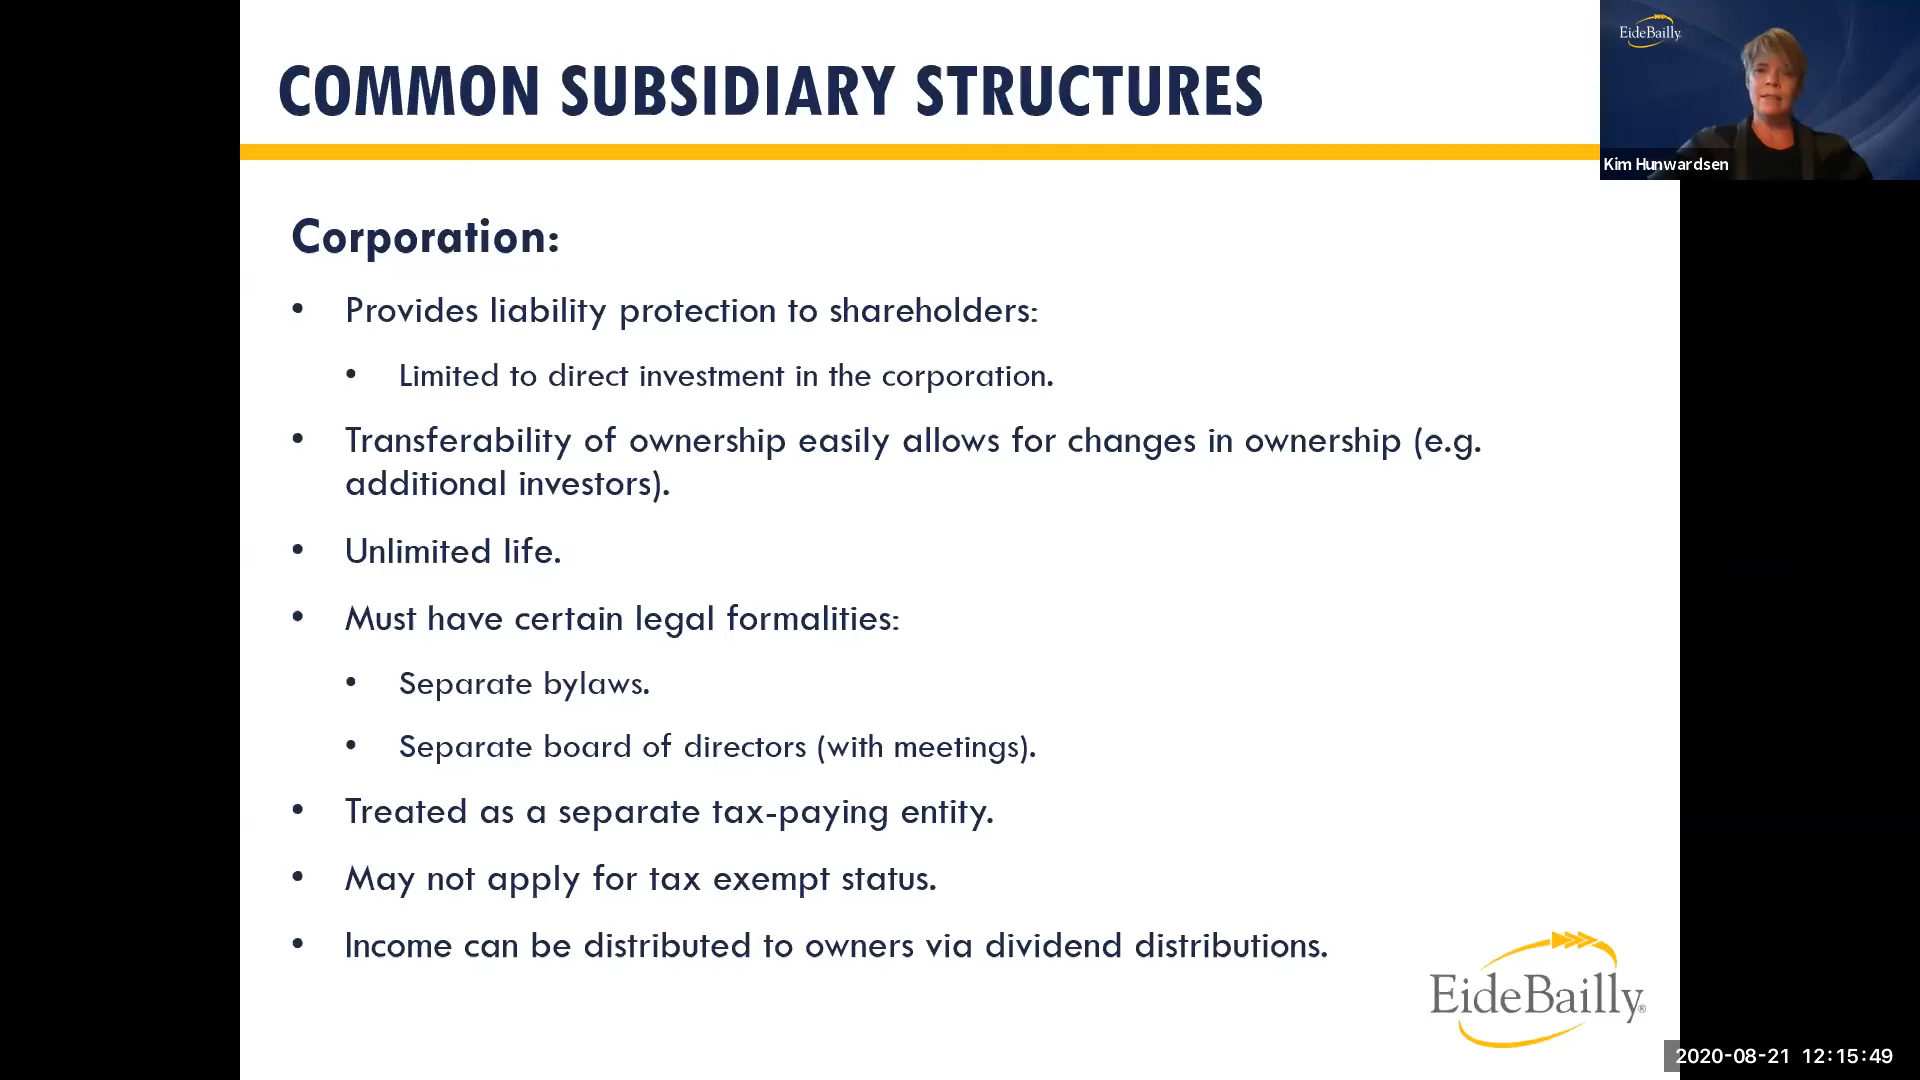 COMMON SUBSIDIARY STRUCTURES
EideBailly
Kim Hunwardsen
Corporation:
• Provides liability protection to shareholders:
• Limited to direct investment in the corporation.
• Transferability of ownership easily allows for changes in ownership (e.g.
additional investors).
• Unlimited life.
• Must have certain legal formalities:
• Separate bylaws.
• Separate board of directors (with meetings).
• Treated as a separate tax-paying entity.
• May not apply for tax exempt status.
• Income can be distributed to owners via dividend distributions.
EideBailly®
2020-08-21 12:15:49